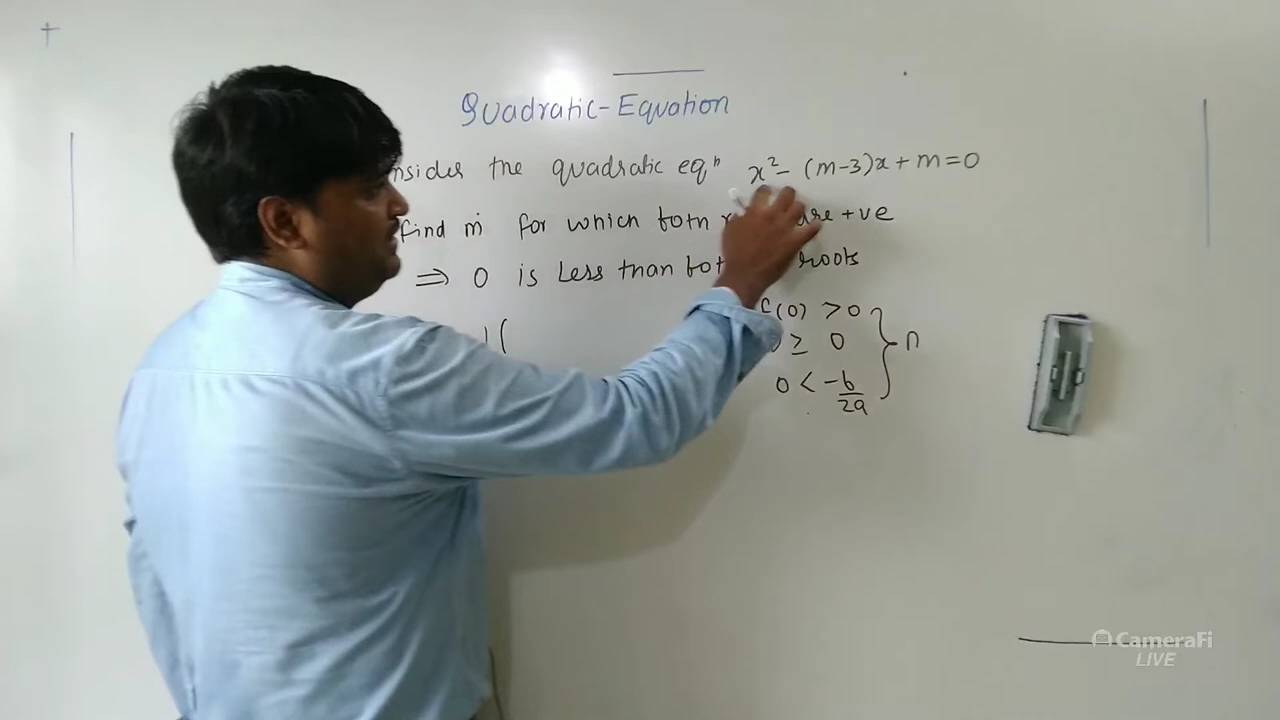 Quadratic-Equation
nsider the quadratic eqⁿ x² - (m-3)x + m = 0
find m for which both are +ve
⇒ 0 is less than roots
(0) > 0
≥ 0 } ∩
0 < -b/2a
CameraFi
LIVE